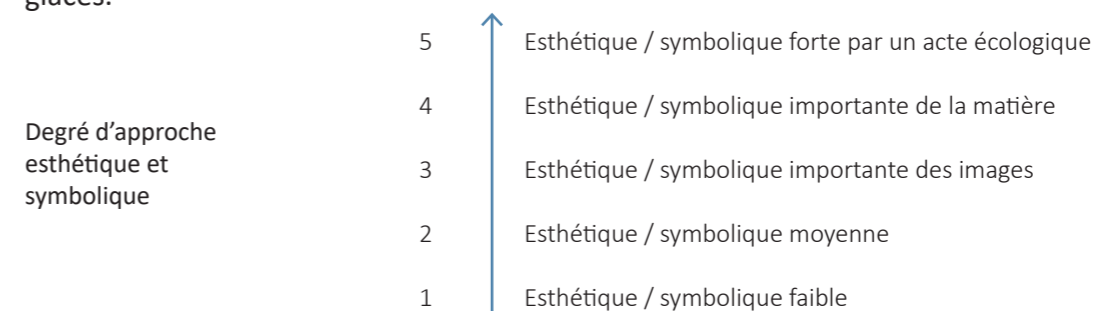 glaces.
5 Esthétique / symbolique forte par un acte écologique
4 Esthétique / symbolique importante de la matière
Degré d'approche
esthétique et
symbolique
3 Esthétique / symbolique importante des images
2 Esthétique / symbolique moyenne
1 Esthétique / symbolique faible